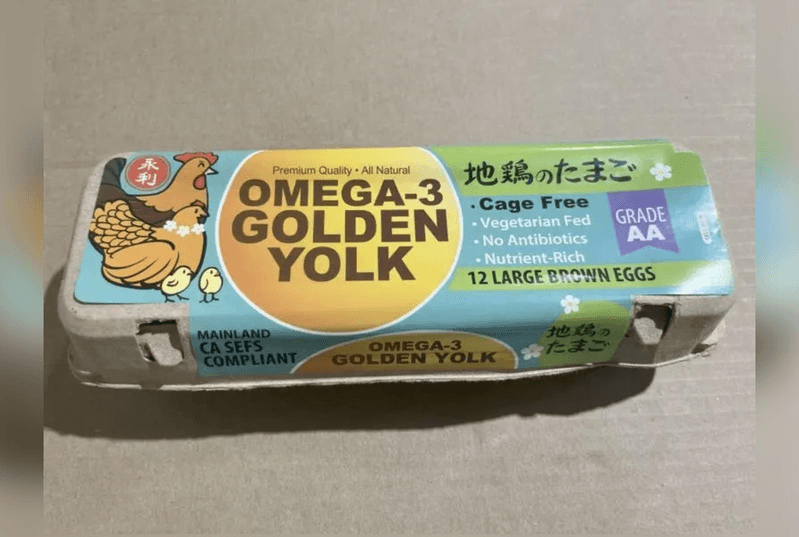 永利
Premium Quality • All Natural
OMEGA-3
GOLDEN
YOLK
地鶏のたまご
• Cage Free
• Vegetarian Fed
• No Antibiotics
• Nutrient-Rich
GRADE
AA
12 LARGE BROWN EGGS
MAINLAND
CA SEFS
COMPLIANT
OMEGA-3
GOLDEN YOLK
地鶏の
たまご